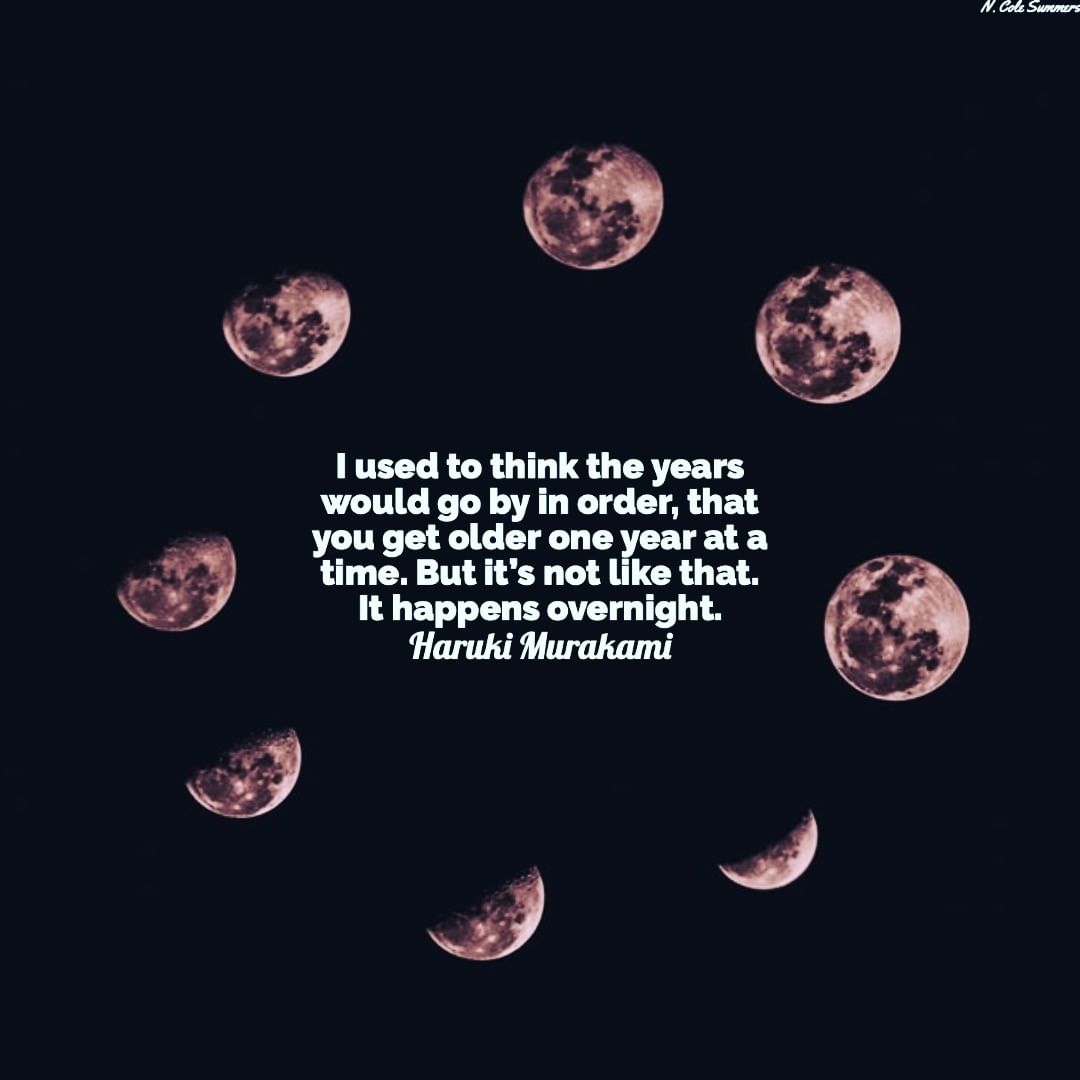 N. Cole Summers
I used to think the years
would go by in order, that
you get older one year at a
time. But it’s not like that.
It happens overnight.
Haruki Murakami